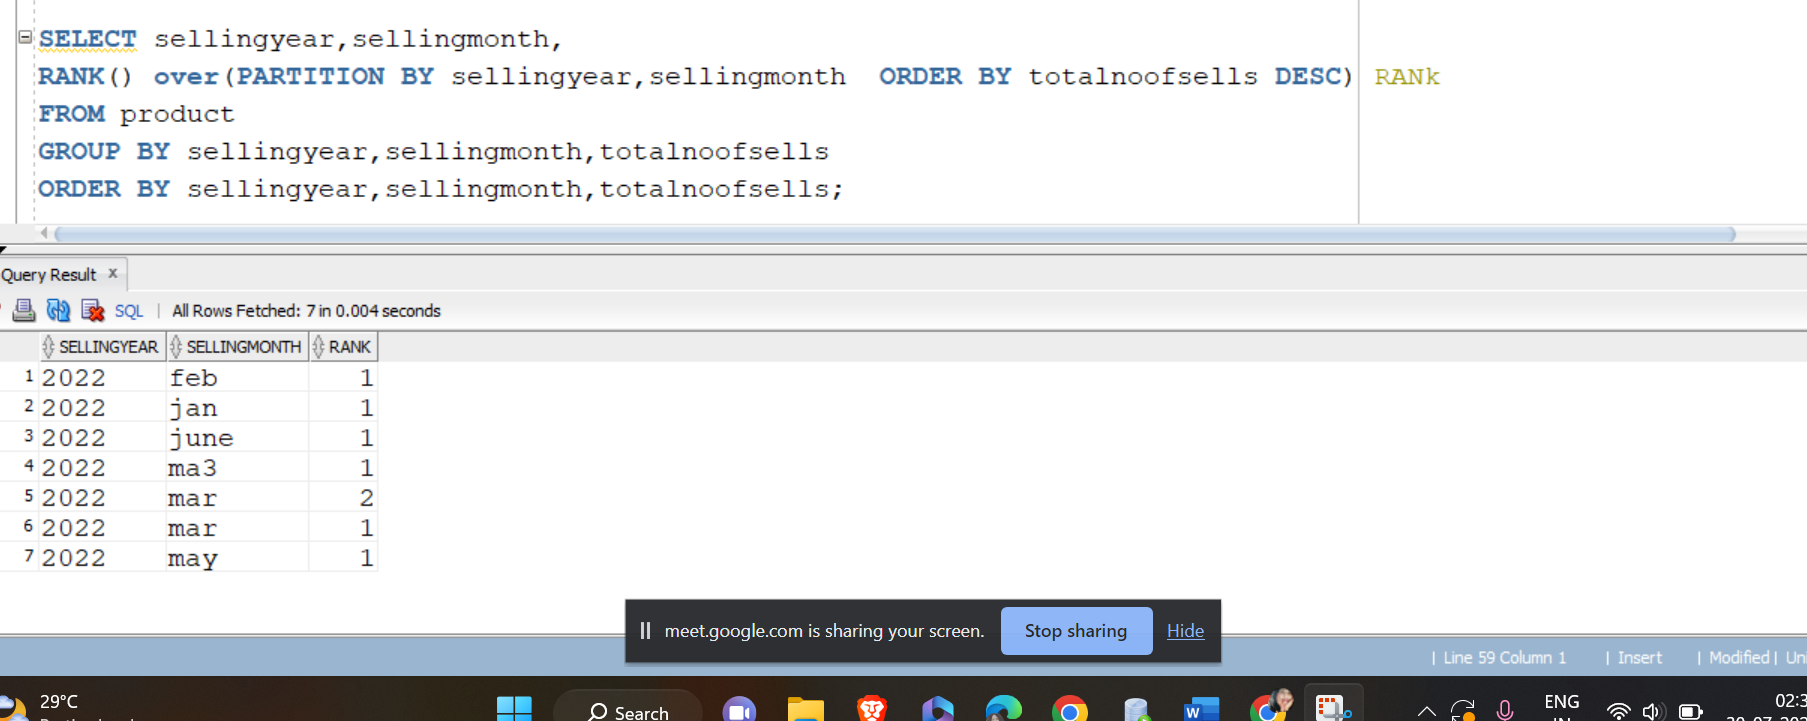 SELECT sellingyear,sellingmonth,
RANK() over(PARTITION BY sellingyear,sellingmonth  ORDER BY totalnoofsells DESC) RANk
FROM product
GROUP BY sellingyear,sellingmonth,totalnoofsells
ORDER BY sellingyear,sellingmonth,totalnoofsells;
Query Result x
SQL | All Rows Fetched: 7 in 0.004 seconds
SELLINGYEAR SELLINGMONTH RANK
1 2022 feb 1
2 2022 jan 1
3 2022 june 1
4 2022 ma3 1
5 2022 mar 2
6 2022 mar 1
7 2022 may 1
meet.google.com is sharing your screen. Stop sharing Hide
| Line 59 Column 1 | Insert | Modified | Un
29°C
Search
W
ENG
02:3